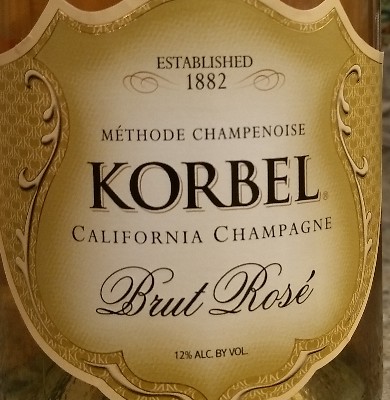 ESTABLISHED
1882
MÉTHODE CHAMPENOISE
KORBEL®
CALIFORNIA CHAMPAGNE
Brut Rosé
12% ALC. BY VOL.